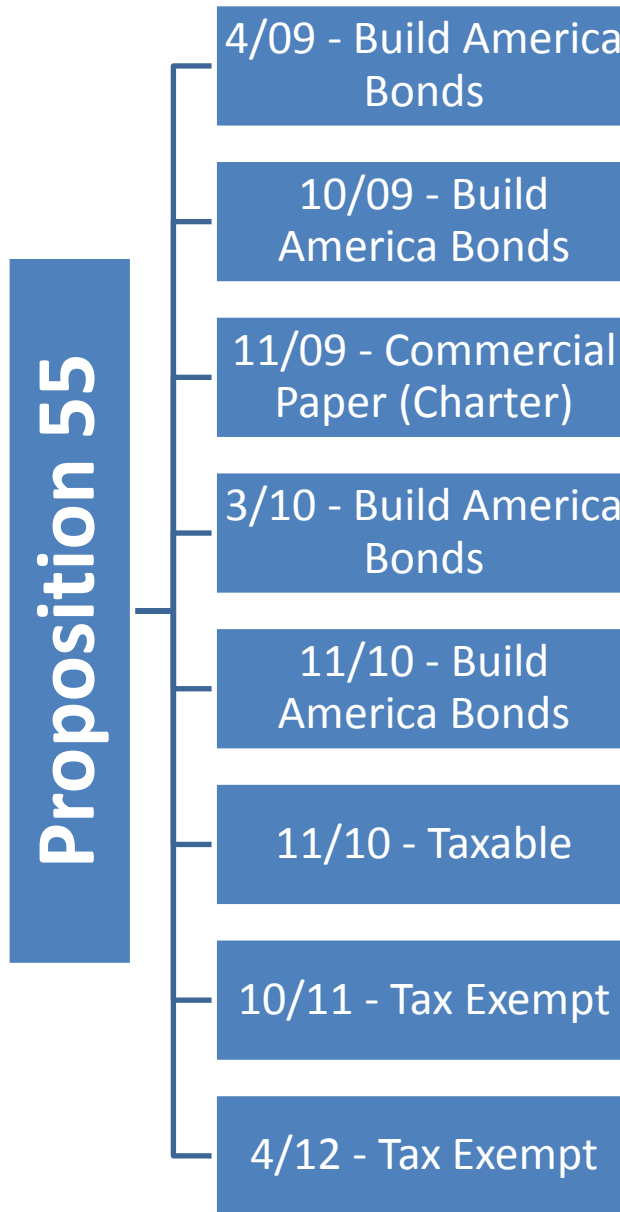 Proposition 55
4/09 - Build America
Bonds
10/09 - Build
America Bonds
11/09 - Commercial
Paper (Charter)
3/10 - Build America
Bonds
11/10 - Build
America Bonds
11/10 - Taxable
10/11 - Tax Exempt
4/12 - Tax Exempt